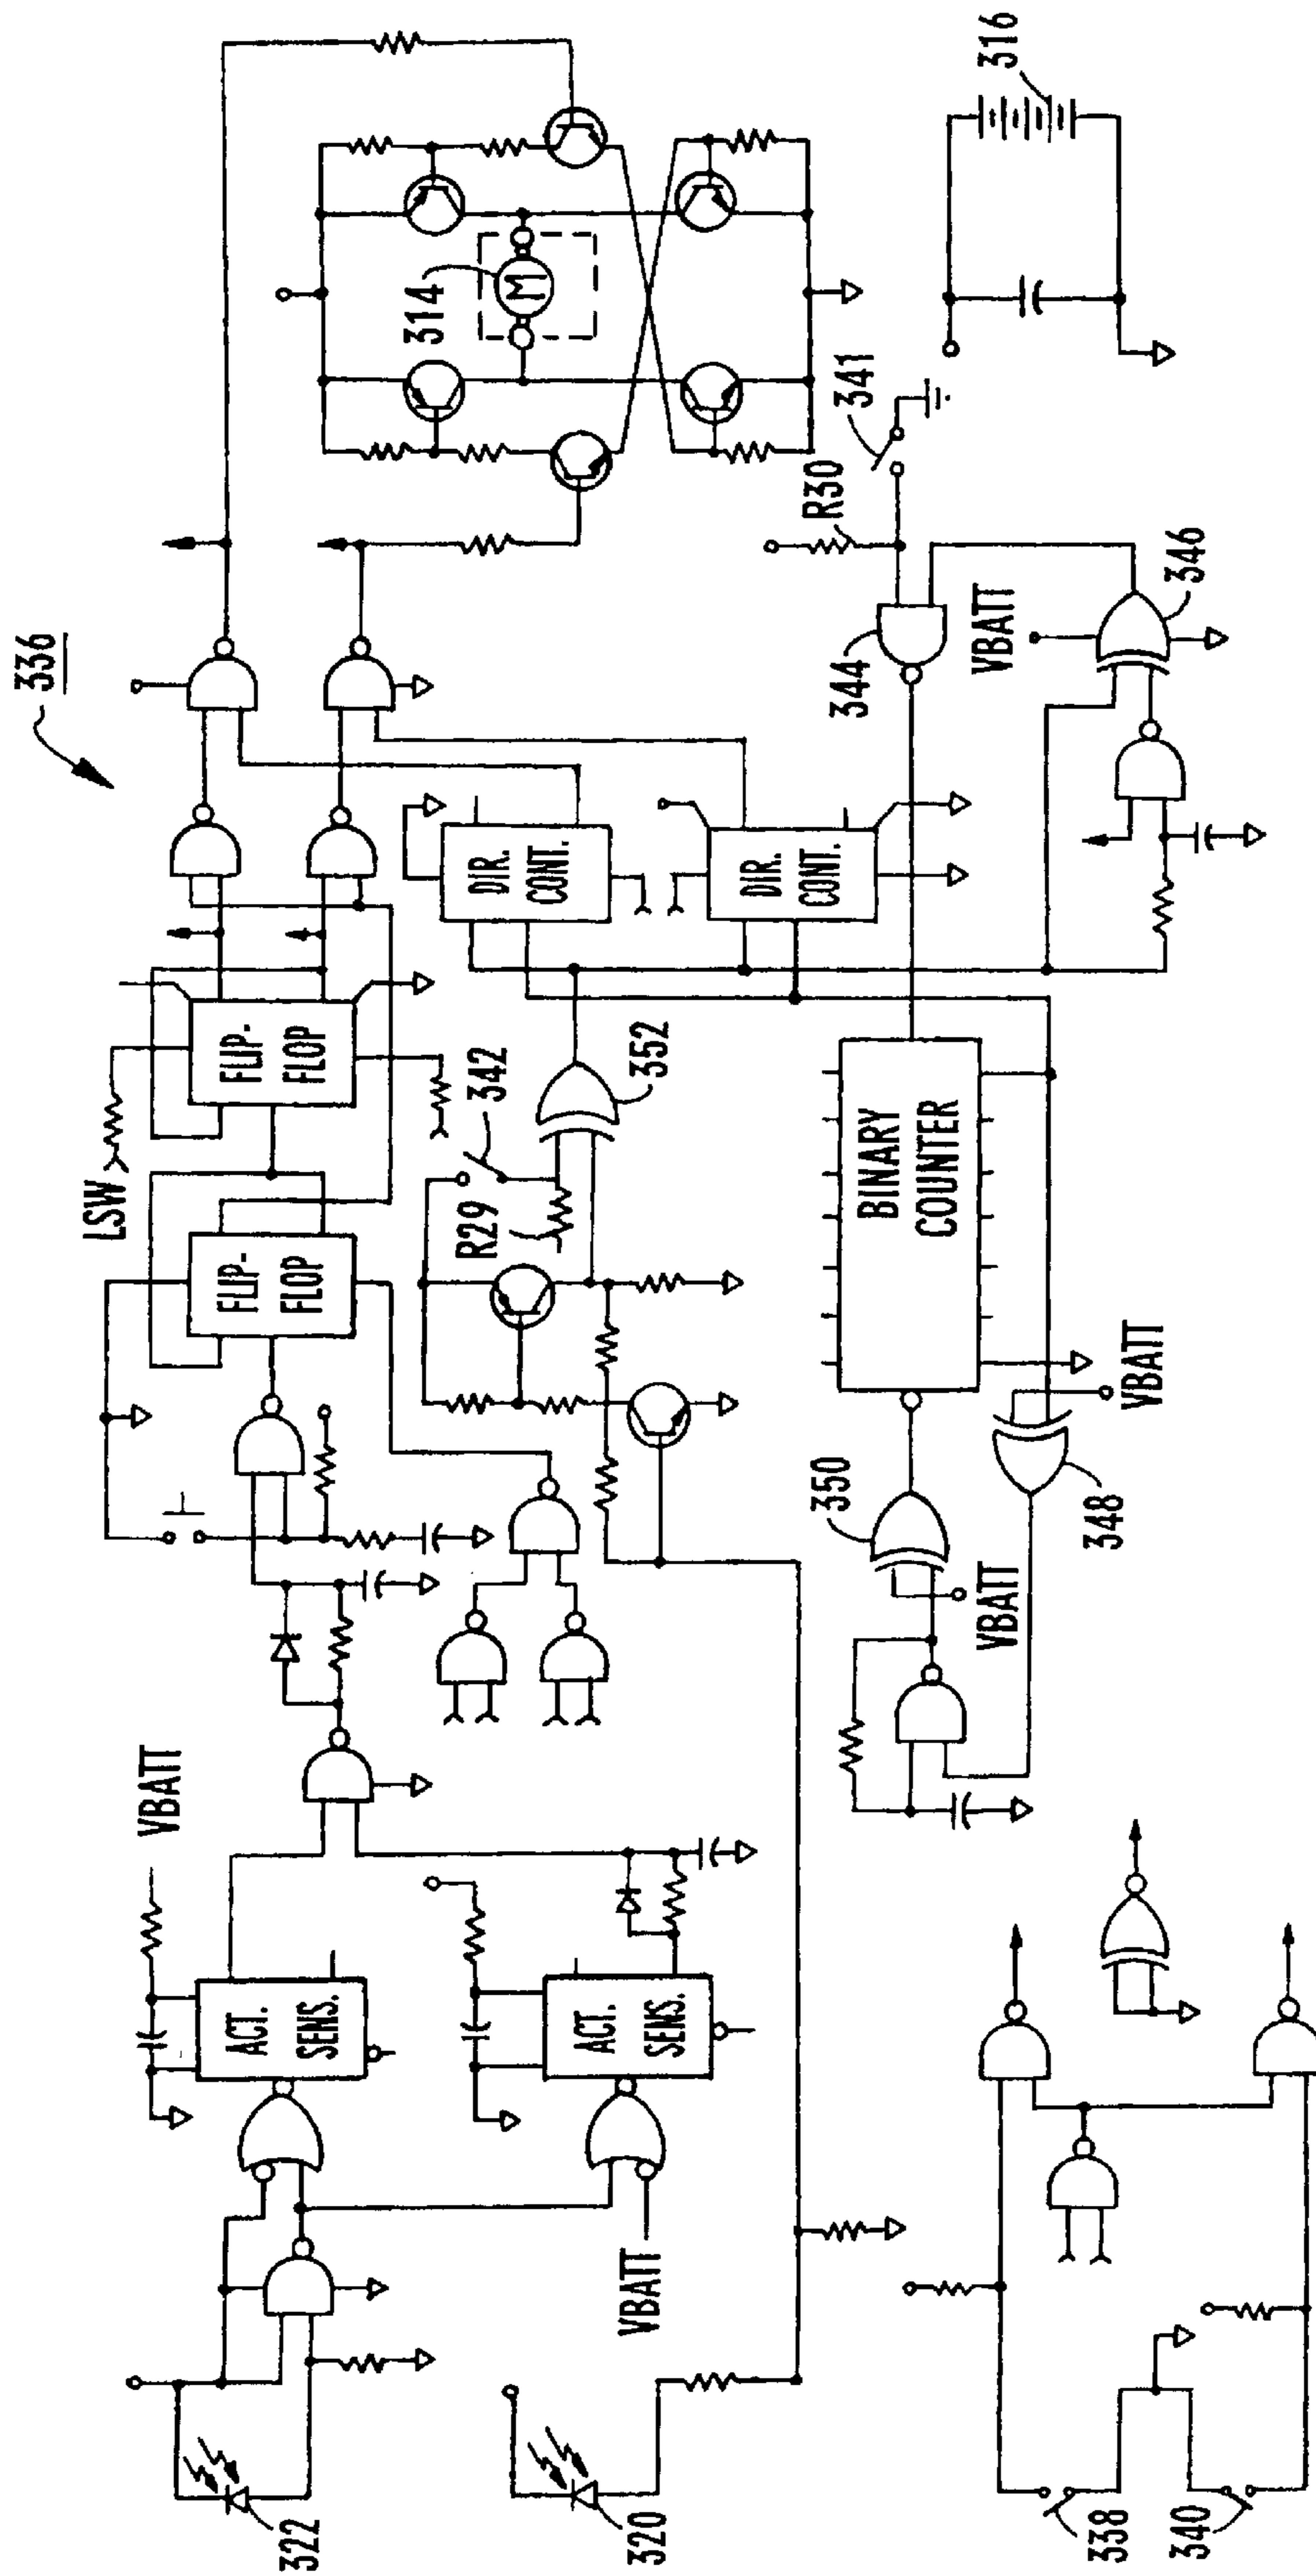 336
LSW
FLIP-
FLOP
FLIP-
FLOP
VBATT
ACT.
SENS.
ACT.
SENS.
VBATT
322
320
314
M
316
DIR.
CONT.
DIR.
CONT.
342
R29
352
341
R30
344
VBATT
346
BINARY
COUNTER
350
VBATT
348
VBATT
338
340